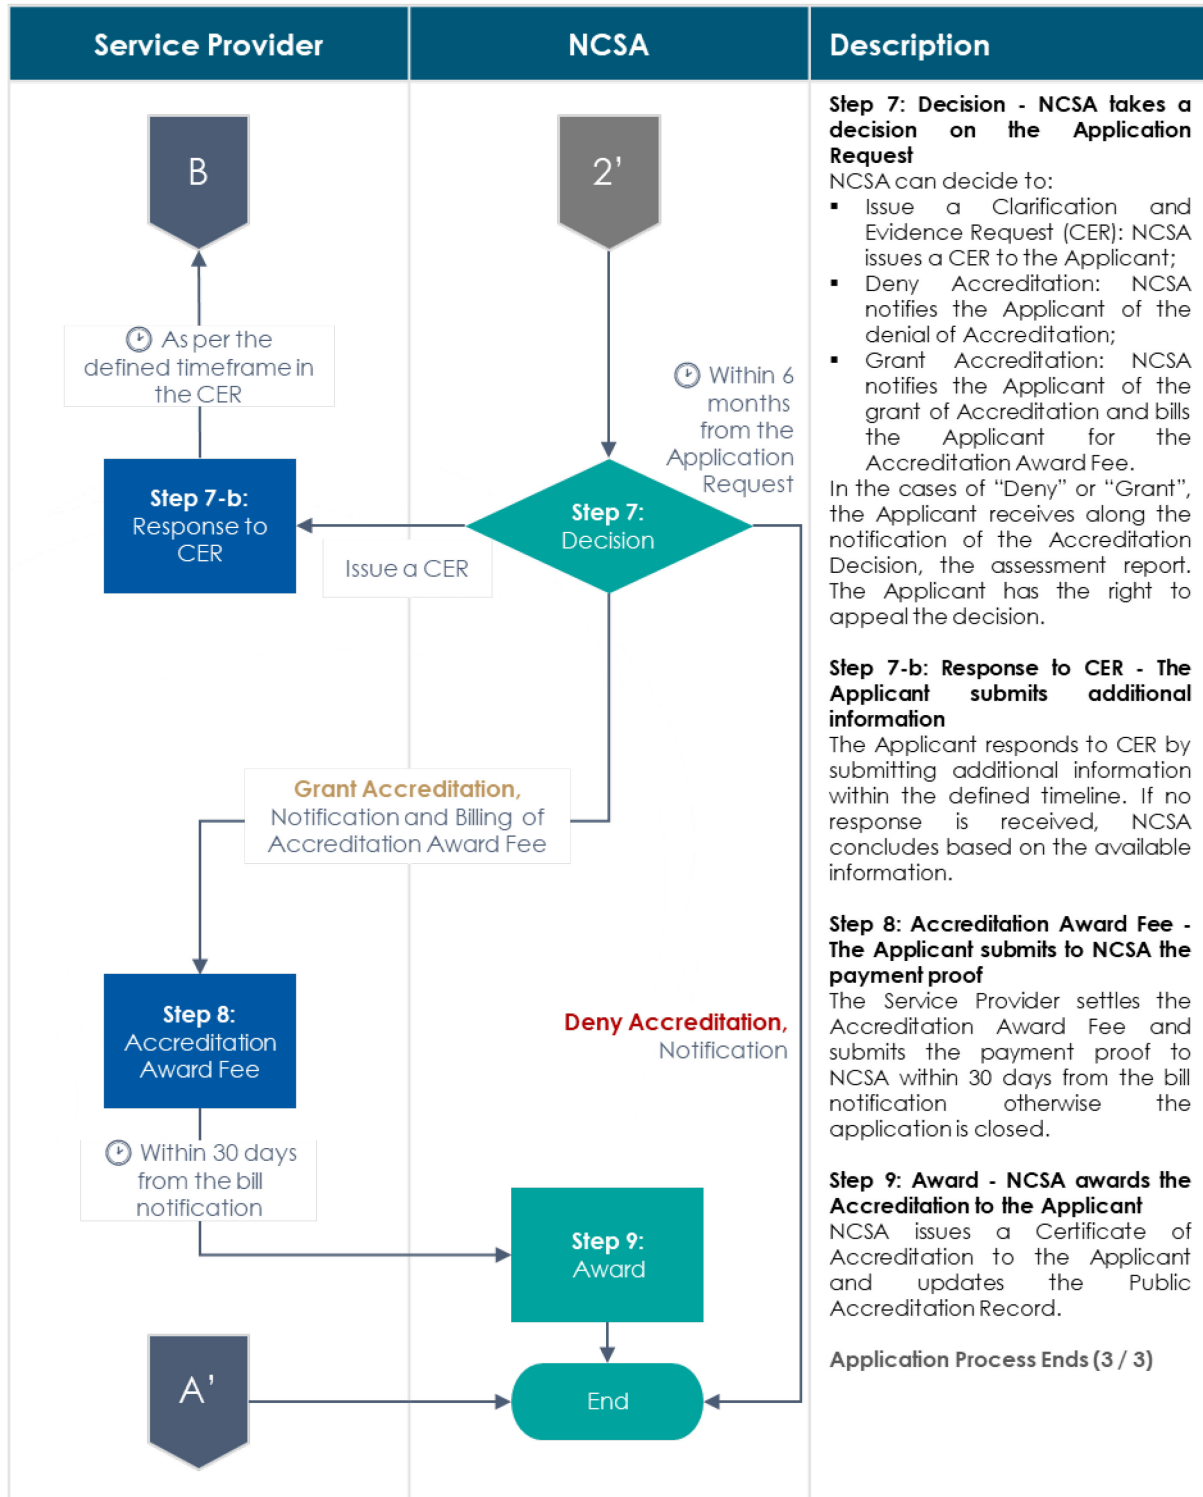 Service Provider
NCSA
Description
B
2'
As per the
defined timeframe in
the CER
Within 6
months
from the
Application
Request
Step 7-b:
Response to
CER
Issue a CER
Step 7:
Decision
Grant Accreditation,
Notification and Billing of
Accreditation Award Fee
Step 8:
Accreditation
Award Fee
Deny Accreditation,
Notification
Within 30 days
from the bill
notification
Step 9:
Award
A'
End
Step 7: Decision - NCSA takes a
decision on the Application
Request
NCSA can decide to:
▪ Issue a Clarification and
Evidence Request (CER): NCSA
issues a CER to the Applicant;
▪ Deny Accreditation: NCSA
notifies the Applicant of the
denial of Accreditation;
▪ Grant Accreditation: NCSA
notifies the Applicant of the
grant of Accreditation and bills
the Applicant for the
Accreditation Award Fee.
In the cases of “Deny” or “Grant”,
the Applicant receives along the
notification of the Accreditation
Decision, the assessment report.
The Applicant has the right to
appeal the decision.
Step 7-b: Response to CER - The
Applicant submits additional
information
The Applicant responds to CER by
submitting additional information
within the defined timeline. If no
response is received, NCSA
concludes based on the available
information.
Step 8: Accreditation Award Fee -
The Applicant submits to NCSA the
payment proof
The Service Provider settles the
Accreditation Award Fee and
submits the payment proof to
NCSA within 30 days from the bill
notification otherwise the
application is closed.
Step 9: Award - NCSA awards the
Accreditation to the Applicant
NCSA issues a Certificate of
Accreditation to the Applicant
and updates the Public
Accreditation Record.
Application Process Ends (3 / 3)